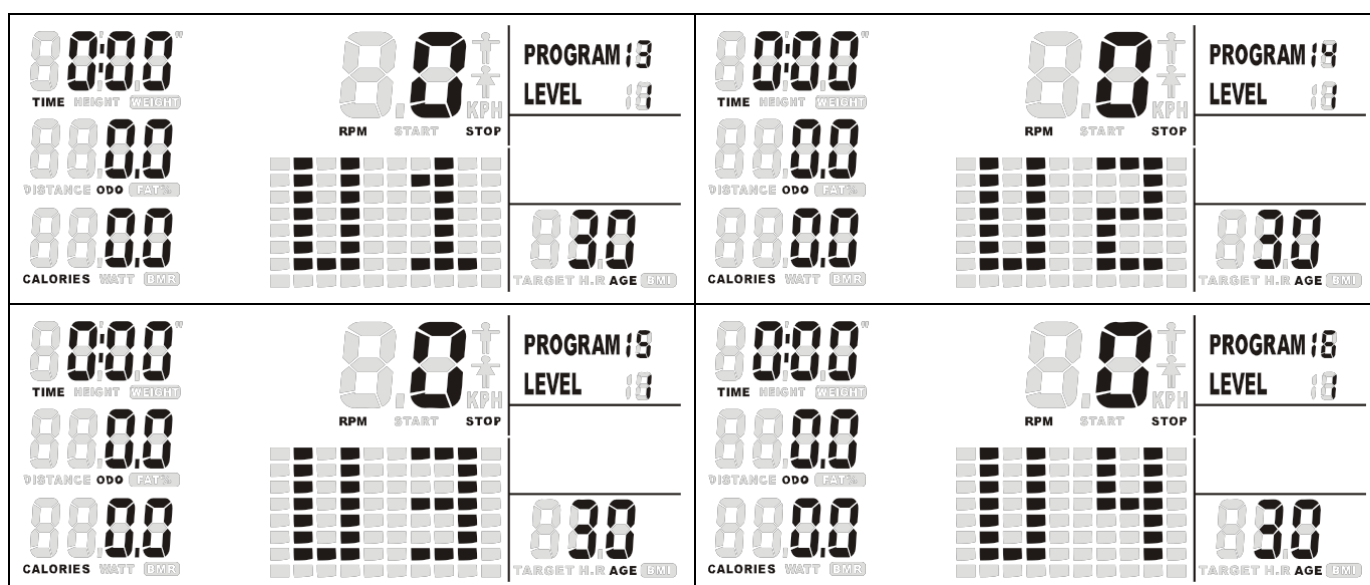 0:00
TIME HEIGHT WEIGHT
0.0
DISTANCE ODO FAT%
0.0
CALORIES WATT BMR
0
KPH
RPM START STOP
U1
PROGRAM 13
LEVEL 1
30
TARGET H.R AGE BMI
0:00
TIME HEIGHT WEIGHT
0.0
DISTANCE ODO FAT%
0.0
CALORIES WATT BMR
0
KPH
RPM START STOP
U2
PROGRAM 14
LEVEL 1
30
TARGET H.R AGE BMI
0:00
TIME HEIGHT WEIGHT
0.0
DISTANCE ODO FAT%
0.0
CALORIES WATT BMR
0
KPH
RPM START STOP
U3
PROGRAM 15
LEVEL 1
30
TARGET H.R AGE BMI
0:00
TIME HEIGHT WEIGHT
0.0
DISTANCE ODO FAT%
0.0
CALORIES WATT BMR
0
KPH
RPM START STOP
U4
PROGRAM 16
LEVEL 1
30
TARGET H.R AGE BMI